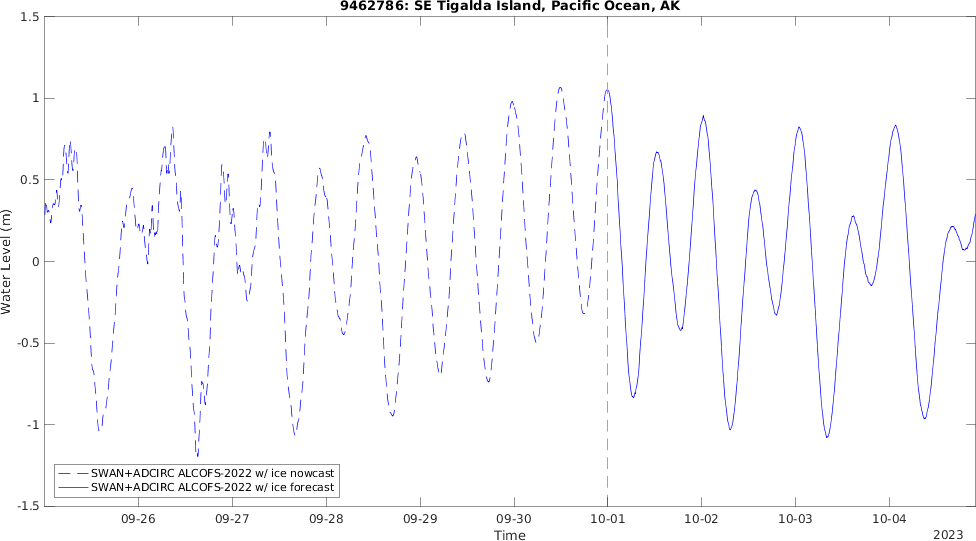 9462786: SE Tigalda Island, Pacific Ocean, AK
1.5
1
0.5
0
-0.5
-1
-1.5
Water Level (m)
SWAN+ADCIRC ALCOFS-2022 w/ ice nowcast
SWAN+ADCIRC ALCOFS-2022 w/ ice forecast
09-26 09-27 09-28 09-29 09-30 10-01 10-02 10-03 10-04
Time
2023